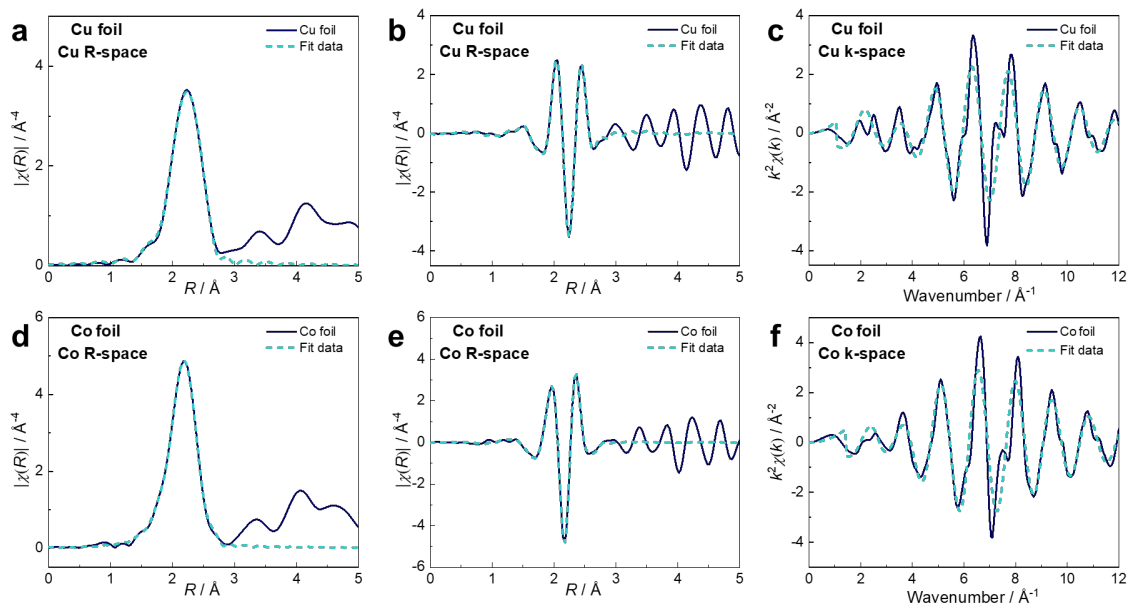 a
Cu foil
Cu R-space
Cu foil
Fit data
|χ(R)| / Å⁻⁴
4
2
0
0 1 2 3 4 5
R / Å
b
Cu foil
Cu R-space
Cu foil
Fit data
|χ(R)| / Å⁻⁴
4
2
0
-2
-4
0 1 2 3 4 5
R / Å
c
Cu foil
Cu k-space
Cu foil
Fit data
k²χ(k) / Å⁻²
4
2
0
-2
-4
0 2 4 6 8 10 12
Wavenumber / Å⁻¹
d
Co foil
Co R-space
Co foil
Fit data
|χ(R)| / Å⁻⁴
6
4
2
0
0 1 2 3 4 5
R / Å
e
Co foil
Co R-space
Co foil
Fit data
|χ(R)| / Å⁻⁴
6
4
2
0
-2
-4
-6
0 1 2 3 4 5
R / Å
f
Co foil
Co k-space
Co foil
Fit data
k²χ(k) / Å⁻²
4
2
0
-2
-4
0 2 4 6 8 10 12
Wavenumber / Å⁻¹